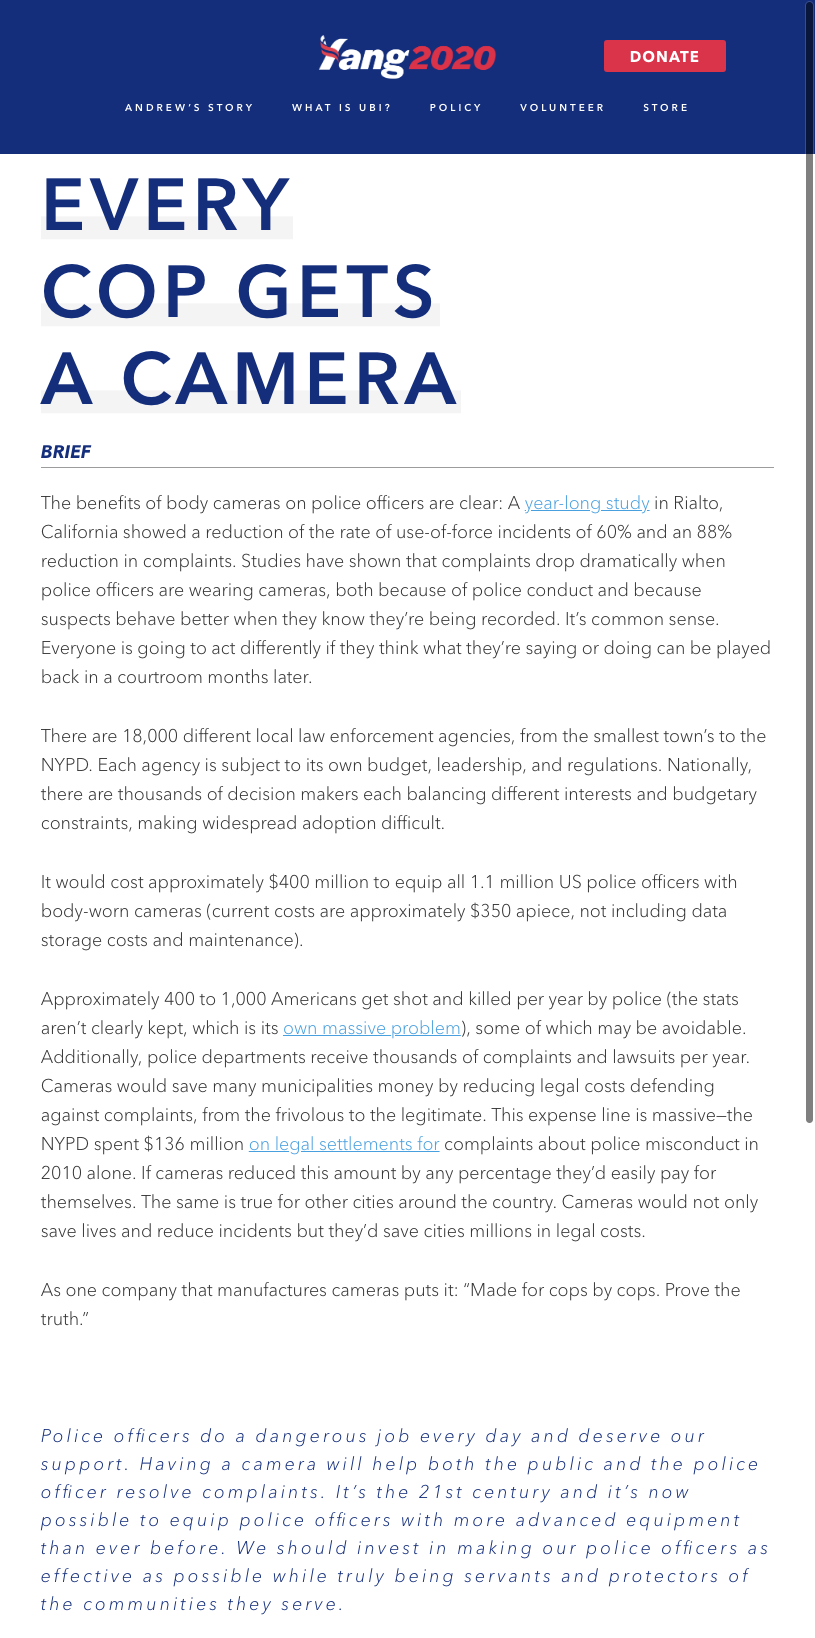 Yang2020
DONATE
ANDREW'S STORY WHAT IS UBI? POLICY VOLUNTEER STORE
EVERY
COP GETS
A CAMERA
BRIEF
The benefits of body cameras on police officers are clear: A year-long study in Rialto,
California showed a reduction of the rate of use-of-force incidents of 60% and an 88%
reduction in complaints. Studies have shown that complaints drop dramatically when
police officers are wearing cameras, both because of police conduct and because
suspects behave better when they know they're being recorded. It's common sense.
Everyone is going to act differently if they think what they're saying or doing can be played
back in a courtroom months later.
There are 18,000 different local law enforcement agencies, from the smallest town's to the
NYPD. Each agency is subject to its own budget, leadership, and regulations. Nationally,
there are thousands of decision makers each balancing different interests and budgetary
constraints, making widespread adoption difficult.
It would cost approximately $400 million to equip all 1.1 million US police officers with
body-worn cameras (current costs are approximately $350 apiece, not including data
storage costs and maintenance).
Approximately 400 to 1,000 Americans get shot and killed per year by police (the stats
aren't clearly kept, which is its own massive problem), some of which may be avoidable.
Additionally, police departments receive thousands of complaints and lawsuits per year.
Cameras would save many municipalities money by reducing legal costs defending
against complaints, from the frivolous to the legitimate. This expense line is massive—the
NYPD spent $136 million on legal settlements for complaints about police misconduct in
2010 alone. If cameras reduced this amount by any percentage they'd easily pay for
themselves. The same is true for other cities around the country. Cameras would not only
save lives and reduce incidents but they'd save cities millions in legal costs.
As one company that manufactures cameras puts it: “Made for cops by cops. Prove the
truth.”
Police officers do a dangerous job every day and deserve our
support. Having a camera will help both the public and the police
officer resolve complaints. It's the 21st century and it's now
possible to equip police officers with more advanced equipment
than ever before. We should invest in making our police officers as
effective as possible while truly being servants and protectors of
the communities they serve.